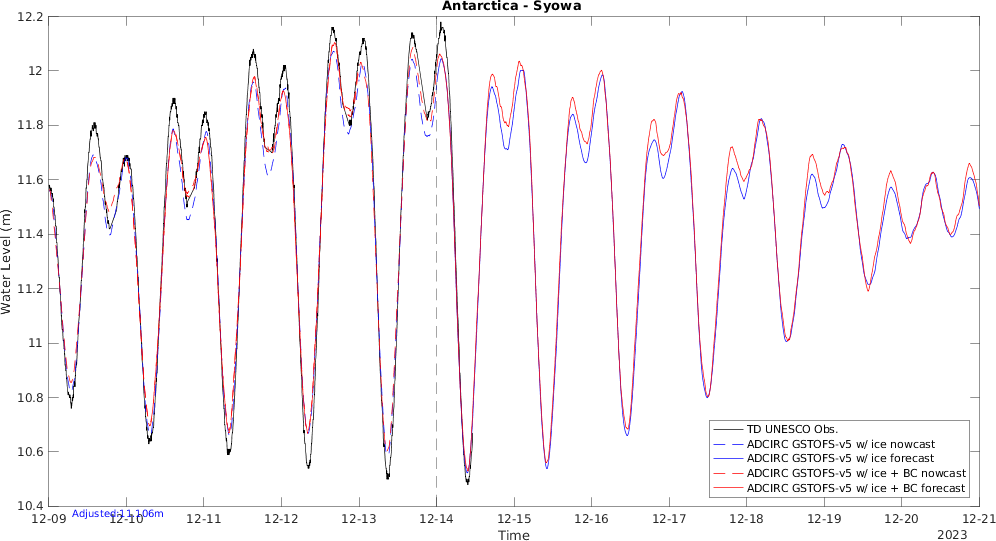 Antarctica - Syowa
12.2
12
11.8
11.6
11.4
11.2
11
10.8
10.6
10.4
Water Level (m)
TD UNESCO Obs.
ADCIRC GSTOFS-v5 w/ ice nowcast
ADCIRC GSTOFS-v5 w/ ice forecast
ADCIRC GSTOFS-v5 w/ ice + BC nowcast
ADCIRC GSTOFS-v5 w/ ice + BC forecast
Adjusted:11.106m
12-09 12-10 12-11 12-12 12-13 12-14 12-15 12-16 12-17 12-18 12-19 12-20 12-21
Time
2023